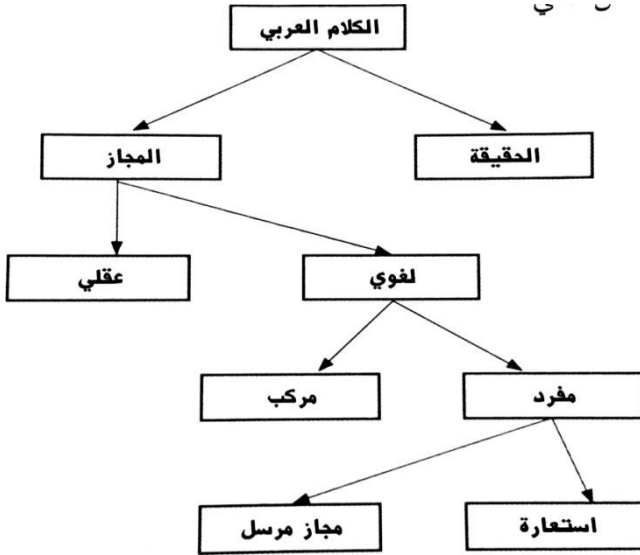 الكلام العربي
الحقيقة
المجاز
لغوي
عقلي
مفرد
مركب
استعارة
مجاز مرسل